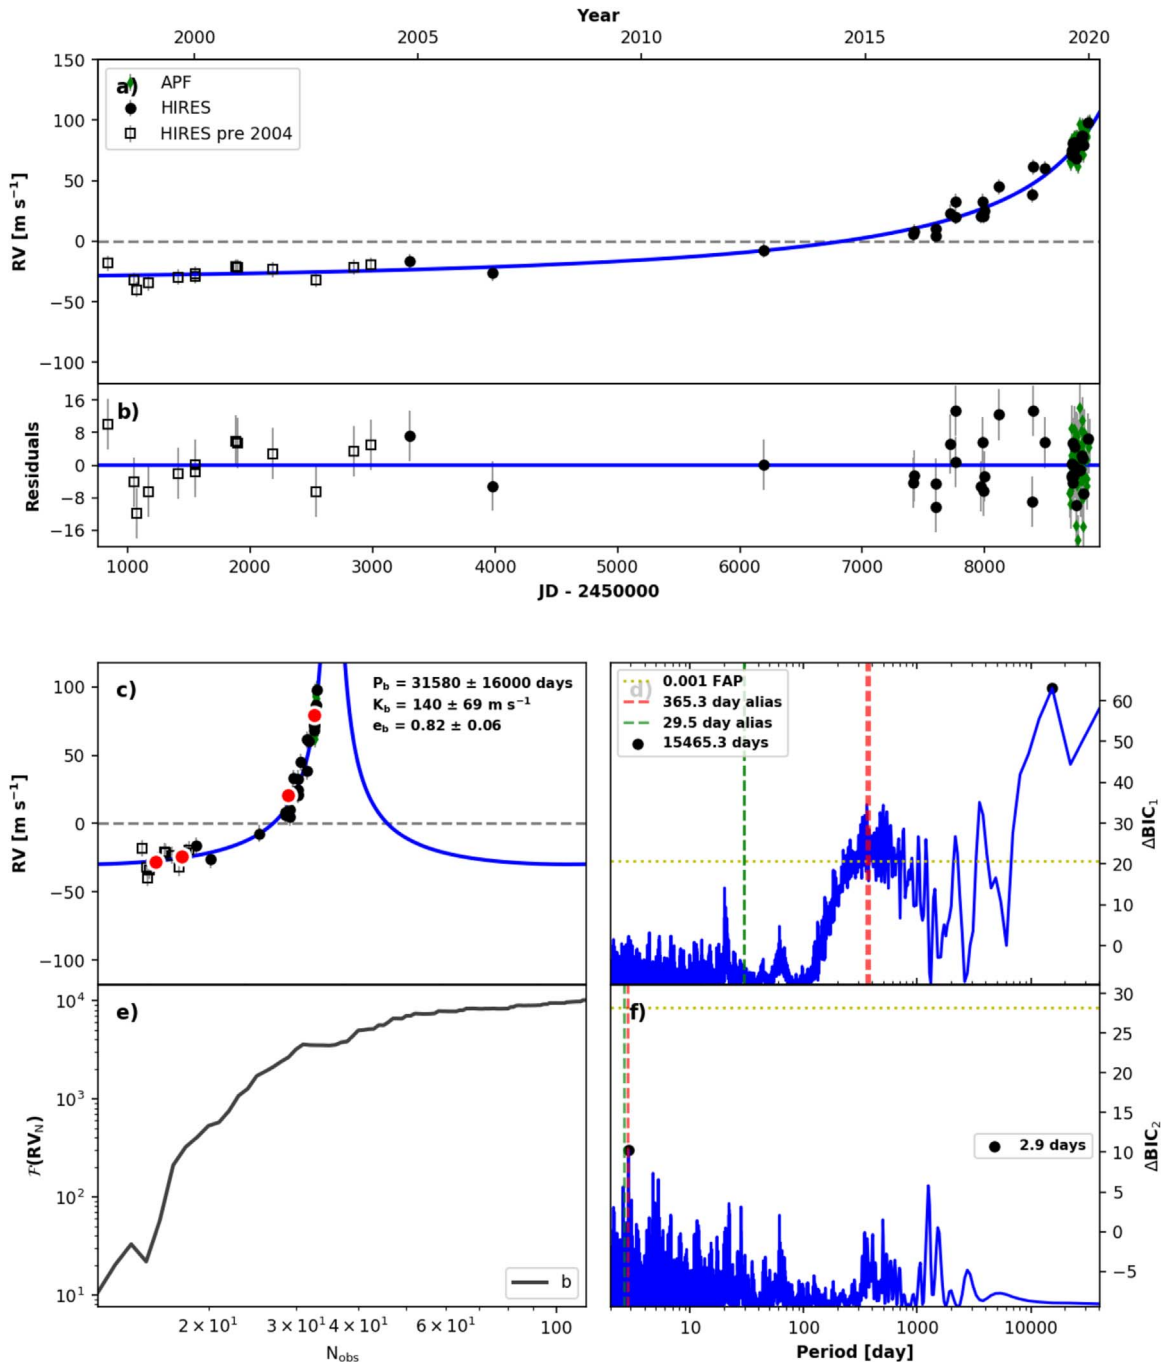 Year
2000 2005 2010 2015 2020
150
100
50
0
−50
−100
RV [m s⁻¹]
a)
APF
HIRES
HIRES pre 2004
16
8
0
−8
−16
Residuals
b)
1000 2000 3000 4000 5000 6000 7000 8000
JD - 2450000
100
50
0
−50
−100
RV [m s⁻¹]
c)
P_b = 31580 ± 16000 days
K_b = 140 ± 69 m s⁻¹
e_b = 0.82 ± 0.06
d)
0.001 FAP
365.3 day alias
29.5 day alias
15465.3 days
60
50
40
30
20
10
0
ΔBIC₁
e)
10⁴
10³
10²
10¹
ℱ(RV_N)
b
2 × 10¹ 3 × 10¹ 4 × 10¹ 6 × 10¹ 100
N_obs
f)
2.9 days
30
25
20
15
10
5
0
−5
ΔBIC₂
10 100 1000 10000
Period [day]